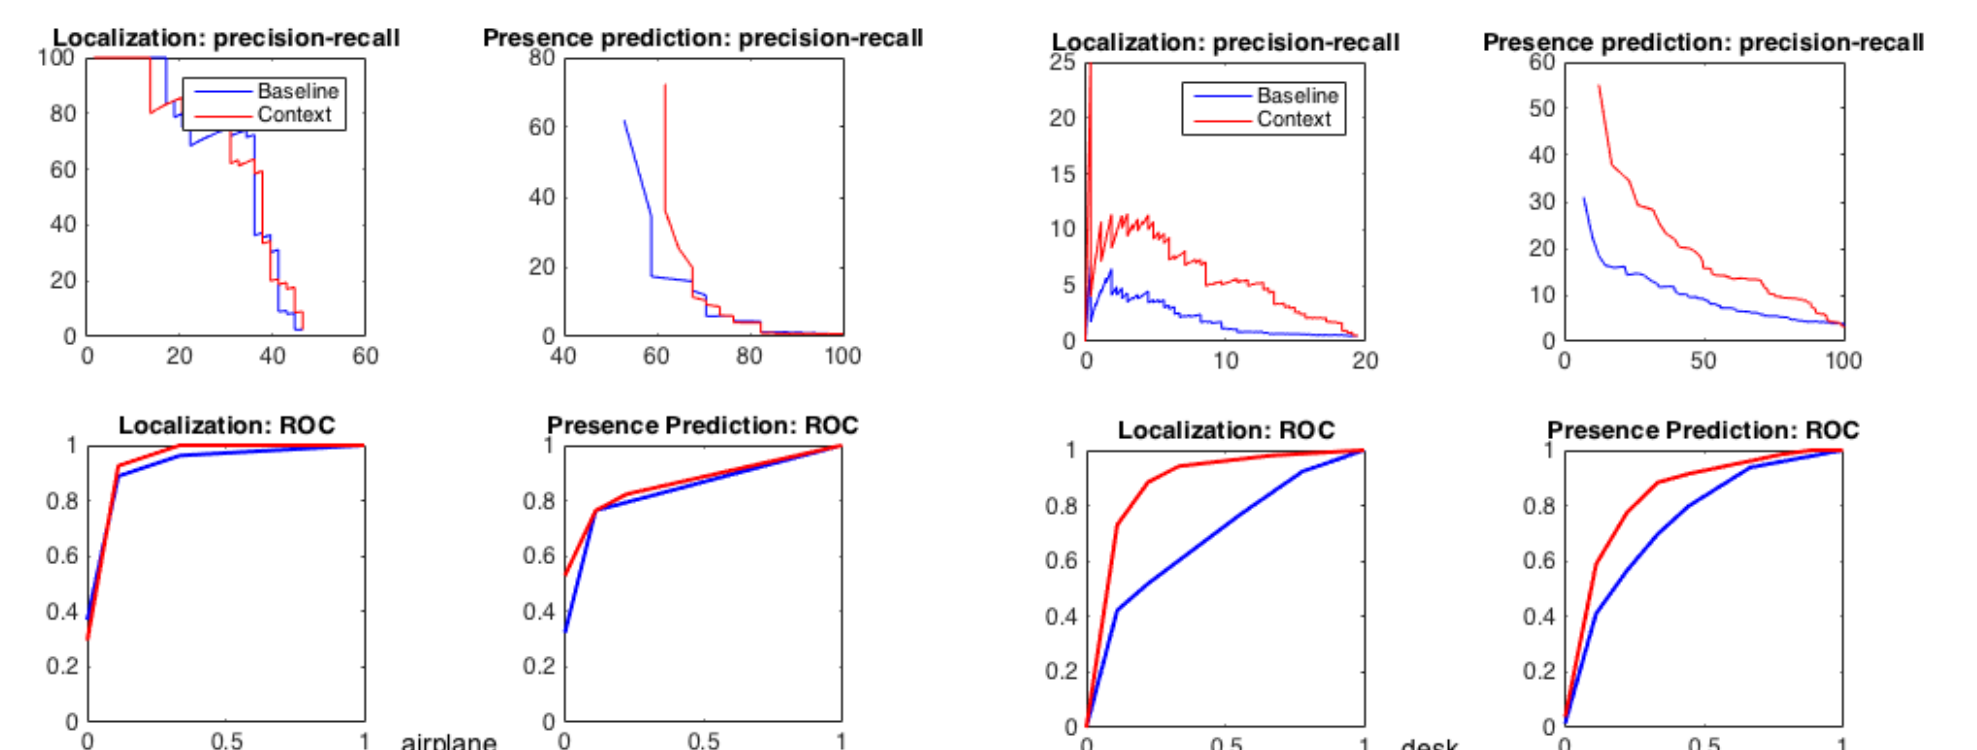 Localization: precision-recall
100
80
60
40
20
0
0 20 40 60
Baseline
Context
Presence prediction: precision-recall
80
60
40
20
0
40 60 80 100
Localization: precision-recall
25
20
15
10
5
0
0 10 20
Baseline
Context
Presence prediction: precision-recall
60
50
40
30
20
10
0
0 50 100
Localization: ROC
1
0.8
0.6
0.4
0.2
0
0 0.5 1
airplane
Presence Prediction: ROC
1
0.8
0.6
0.4
0.2
0
0 0.5 1
Localization: ROC
1
0.8
0.6
0.4
0.2
0
0 0.5 1
desk
Presence Prediction: ROC
1
0.8
0.6
0.4
0.2
0
0 0.5 1